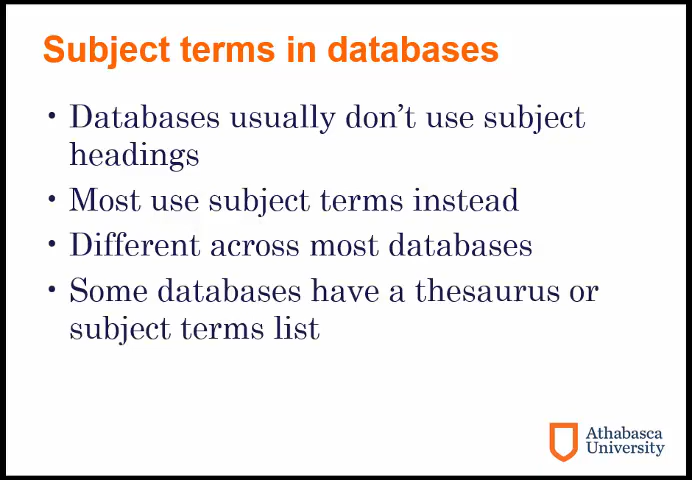 Subject terms in databases
• Databases usually don't use subject
headings
• Most use subject terms instead
• Different across most databases
• Some databases have a thesaurus or
subject terms list
Athabasca
University